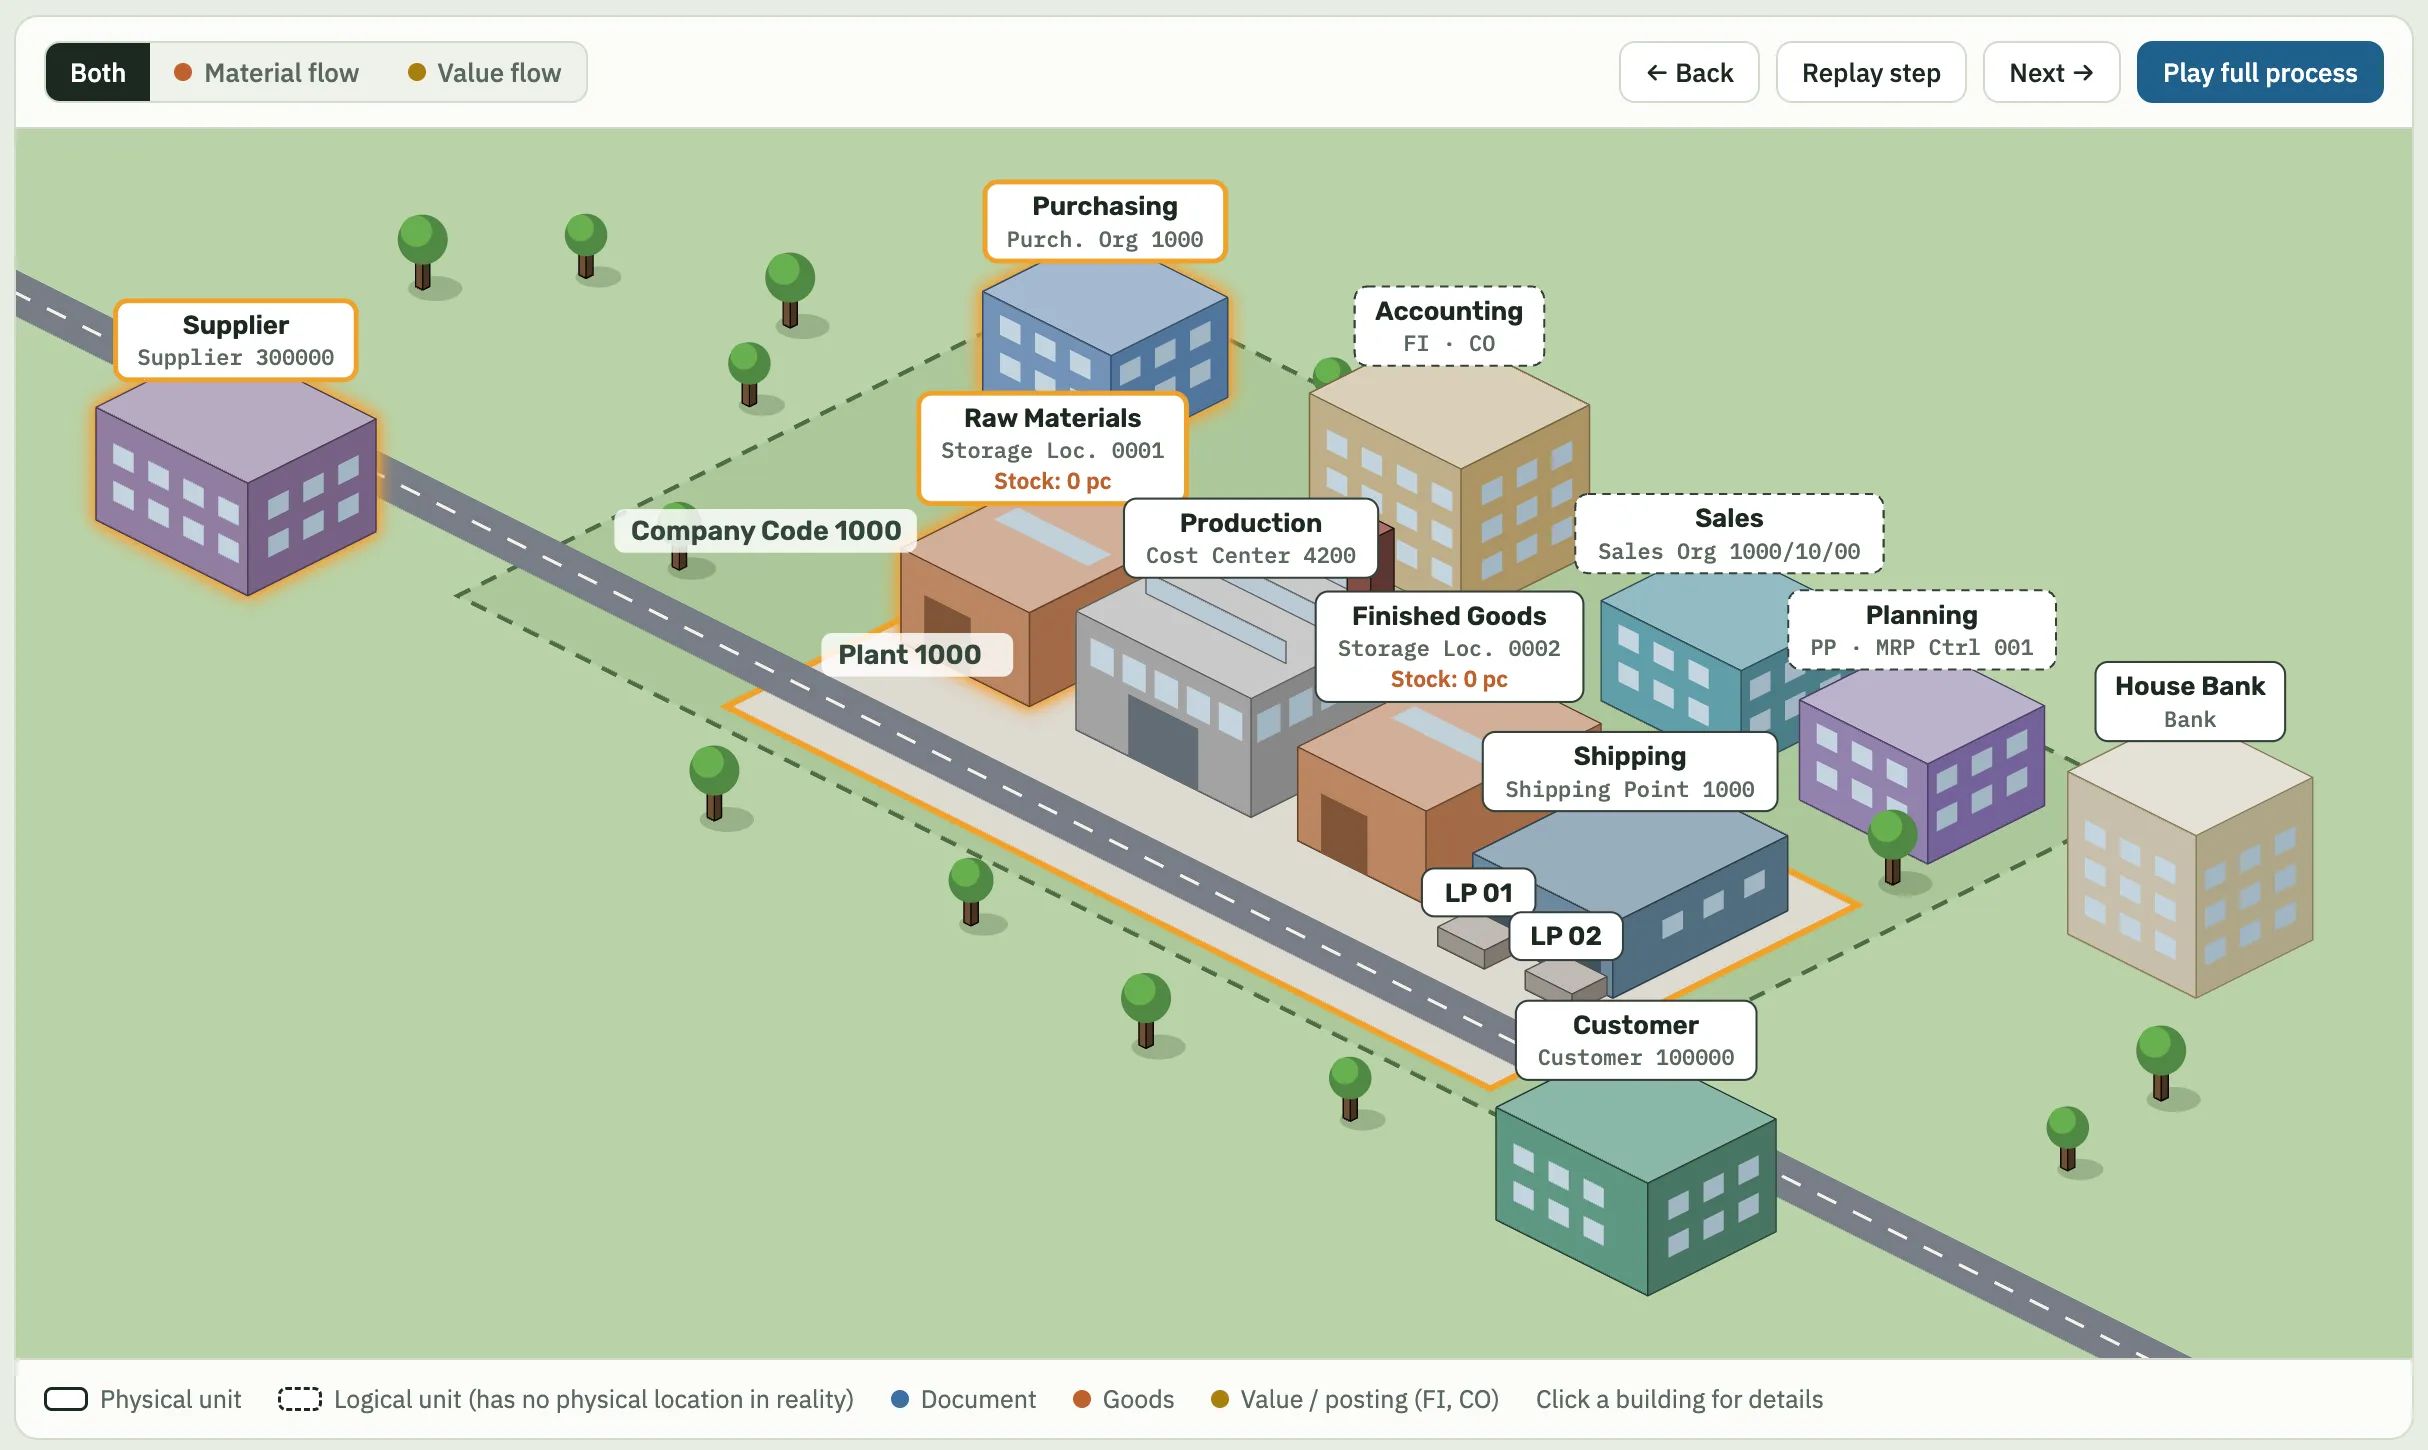 Both
Material flow
Value flow
← Back
Replay step
Next →
Play full process
Purchasing
Purch. Org 1000
Accounting
FI · CO
Supplier
Supplier 300000
Raw Materials
Storage Loc. 0001
Stock: 0 pc
Company Code 1000
Production
Cost Center 4200
Sales
Sales Org 1000/10/00
Plant 1000
Finished Goods
Storage Loc. 0002
Stock: 0 pc
Planning
PP · MRP Ctrl 001
House Bank
Bank
Shipping
Shipping Point 1000
LP 01
LP 02
Customer
Customer 100000
Physical unit
Logical unit (has no physical location in reality)
Document
Goods
Value / posting (FI, CO)
Click a building for details